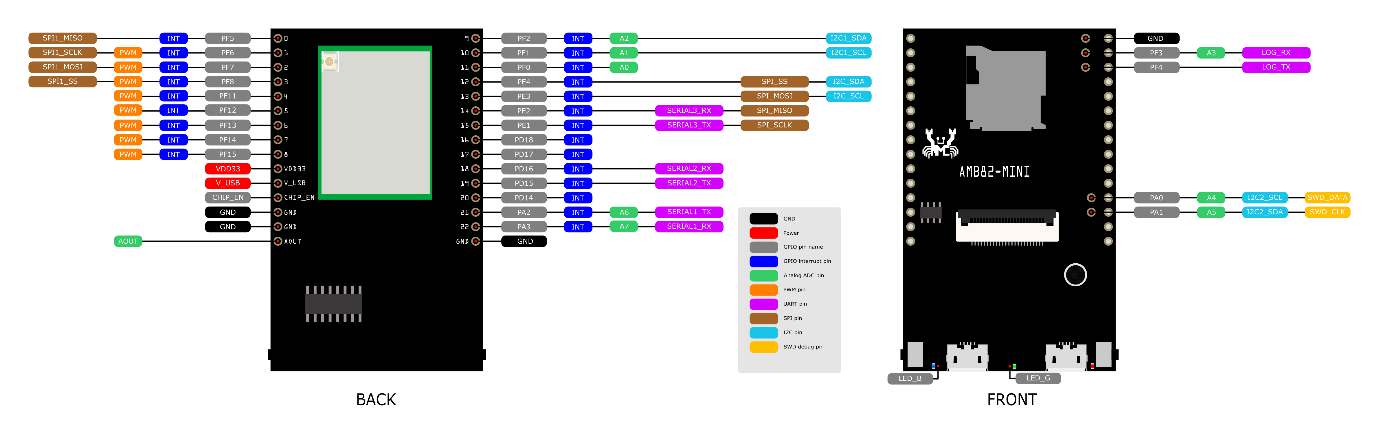 SPI1_MISO INT PF5 0 9 PF2 INT A2 I2C1_SDA GND
SPI1_SCLK PWM INT PF6 1 10 PF1 INT A1 I2C1_SCL PF3 A3 LOG_RX
SPI1_MOSI PWM INT PF7 2 11 PF0 INT A0 PF4 LOG_TX
SPI1_SS PWM INT PF8 3 12 PE4 INT SPI_SS I2C_SDA
PWM INT PF11 4 13 PE3 INT SPI_MOSI I2C_SCL
PWM INT PF12 5 14 PE2 INT SERIAL3_RX SPI_MISO
PWM INT PF13 6 15 PE1 INT SERIAL3_TX SPI_SCLK
PWM INT PF14 7 16 PD18 INT
PWM INT PF15 8 17 PD17 INT
VDD33 VDD33 18 PD16 INT SERIAL2_RX AMB82-MINI
V_USB V_USB 19 PD15 INT SERIAL2_TX
CHIP_EN CHIP_EN 20 PD14 INT PA0 A4 I2C2_SCL SWD_DATA
GND GND 21 PA2 INT A6 SERIAL1_TX PA1 A5 I2C2_SDA SWD_CLK
GND GND 22 PA3 INT A7 SERIAL1_RX
AOUT AOUT GND GND
GND
Power
GPIO pin name
GPIO interrupt pin
Analog ADC pin
PWM pin
UART pin
SPI pin
I2C pin
SWD debug pin
LED_B LED_G
BACK FRONT